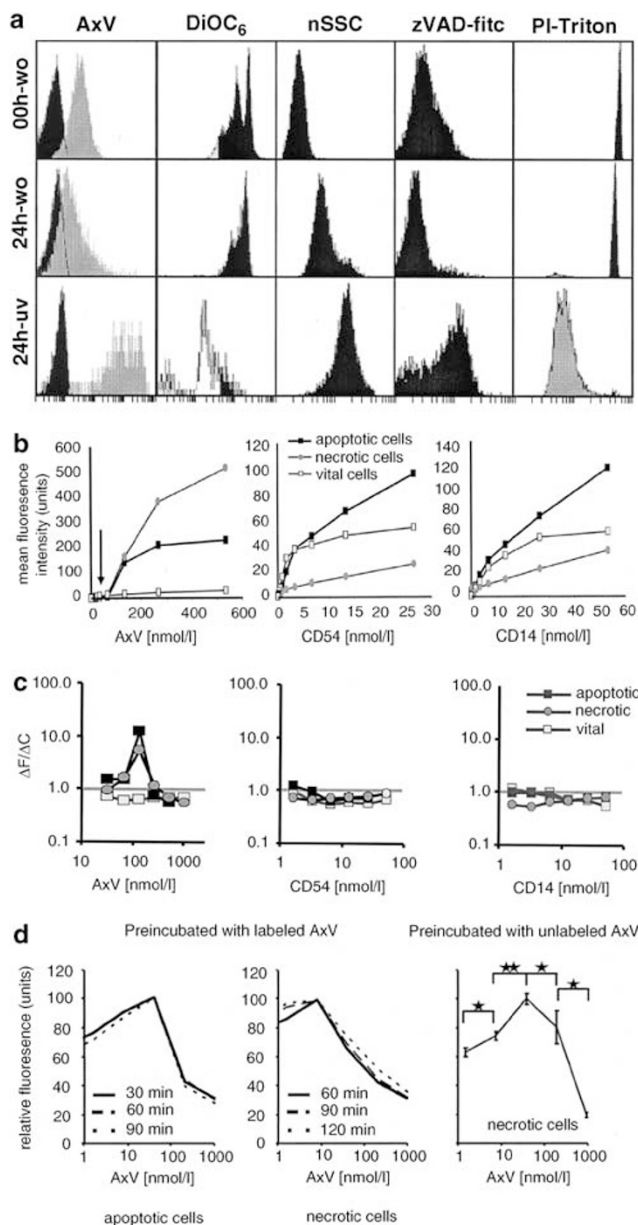 a
AxV DiOC6 nSSC zVAD-fitc PI-Triton
00h-wo
24h-wo
24h-uv
b
mean fluoresence
intensity (units)
600
500
400
300
200
100
0
0 200 400 600
AxV [nmol/l]
120
100
80
60
40
20
0
0 5 10 15 20 25 30
CD54 [nmol/l]
apoptotic cells
necrotic cells
vital cells
140
120
100
80
60
40
20
0
0 10 20 30 40 50 60
CD14 [nmol/l]
c
ΔF/ΔC
100.0
10.0
1.0
0.1
10 100 1000
AxV [nmol/l]
100.0
10.0
1.0
0.1
1 10 100
CD54 [nmol/l]
100.0
10.0
1.0
0.1
1 10 100
CD14 [nmol/l]
apoptotic
necrotic
vital
d
Preincubated with labeled AxV Preincubated with unlabeled AxV
relative fluorescence (units)
120
100
80
60
40
20
0
30 min
60 min
90 min
1 10 100 1000
AxV [nmol/l]
apoptotic cells
120
100
80
60
40
20
0
60 min
90 min
120 min
1 10 100 1000
AxV [nmol/l]
necrotic cells
120
100
80
60
40
20
0
necrotic cells
1 10 100 1000
AxV [nmol/l]